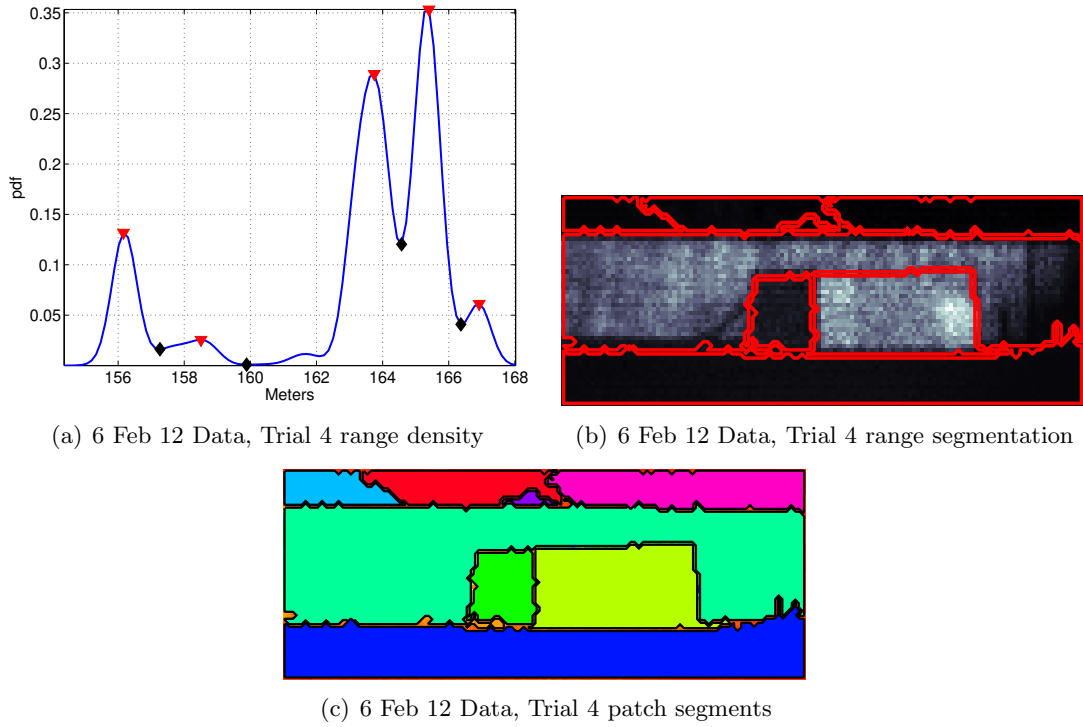 0.35
0.3
0.25
0.2
0.15
0.1
0.05
pdf
156 158 160 162 164 166 168
Meters
(a) 6 Feb 12 Data, Trial 4 range density
(b) 6 Feb 12 Data, Trial 4 range segmentation
(c) 6 Feb 12 Data, Trial 4 patch segments